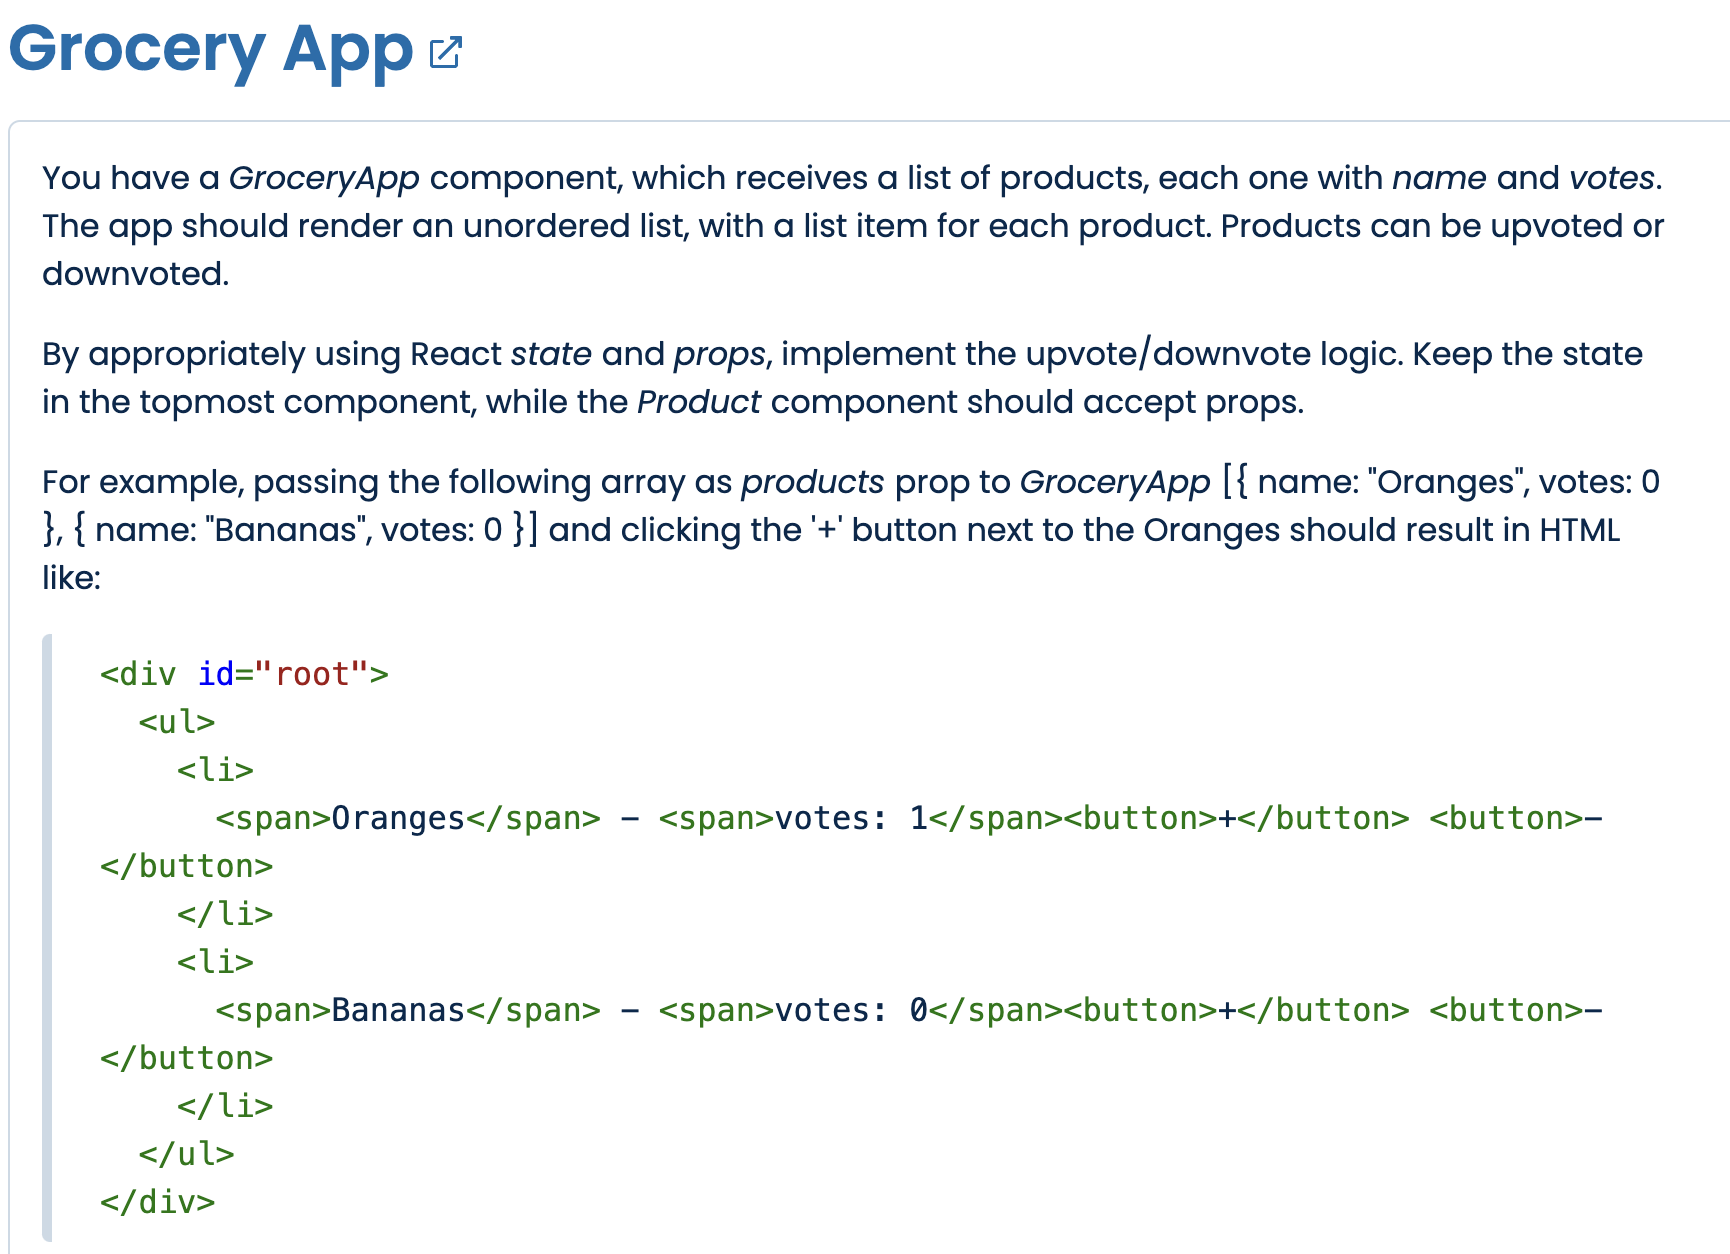 Grocery App
You have a GroceryApp component, which receives a list of products, each one with name and votes.
The app should render an unordered list, with a list item for each product. Products can be upvoted or
downvoted.
By appropriately using React state and props, implement the upvote/downvote logic. Keep the state
in the topmost component, while the Product component should accept props.
For example, passing the following array as products prop to GroceryApp [{ name: "Oranges", votes: 0
}, { name: "Bananas", votes: 0 }] and clicking the '+' button next to the Oranges should result in HTML
like:
<div id="root">
  <ul>
    <li>
      <span>Oranges</span> - <span>votes: 1</span><button>+</button> <button>-
</button>
    </li>
    <li>
      <span>Bananas</span> - <span>votes: 0</span><button>+</button> <button>-
</button>
    </li>
  </ul>
</div>